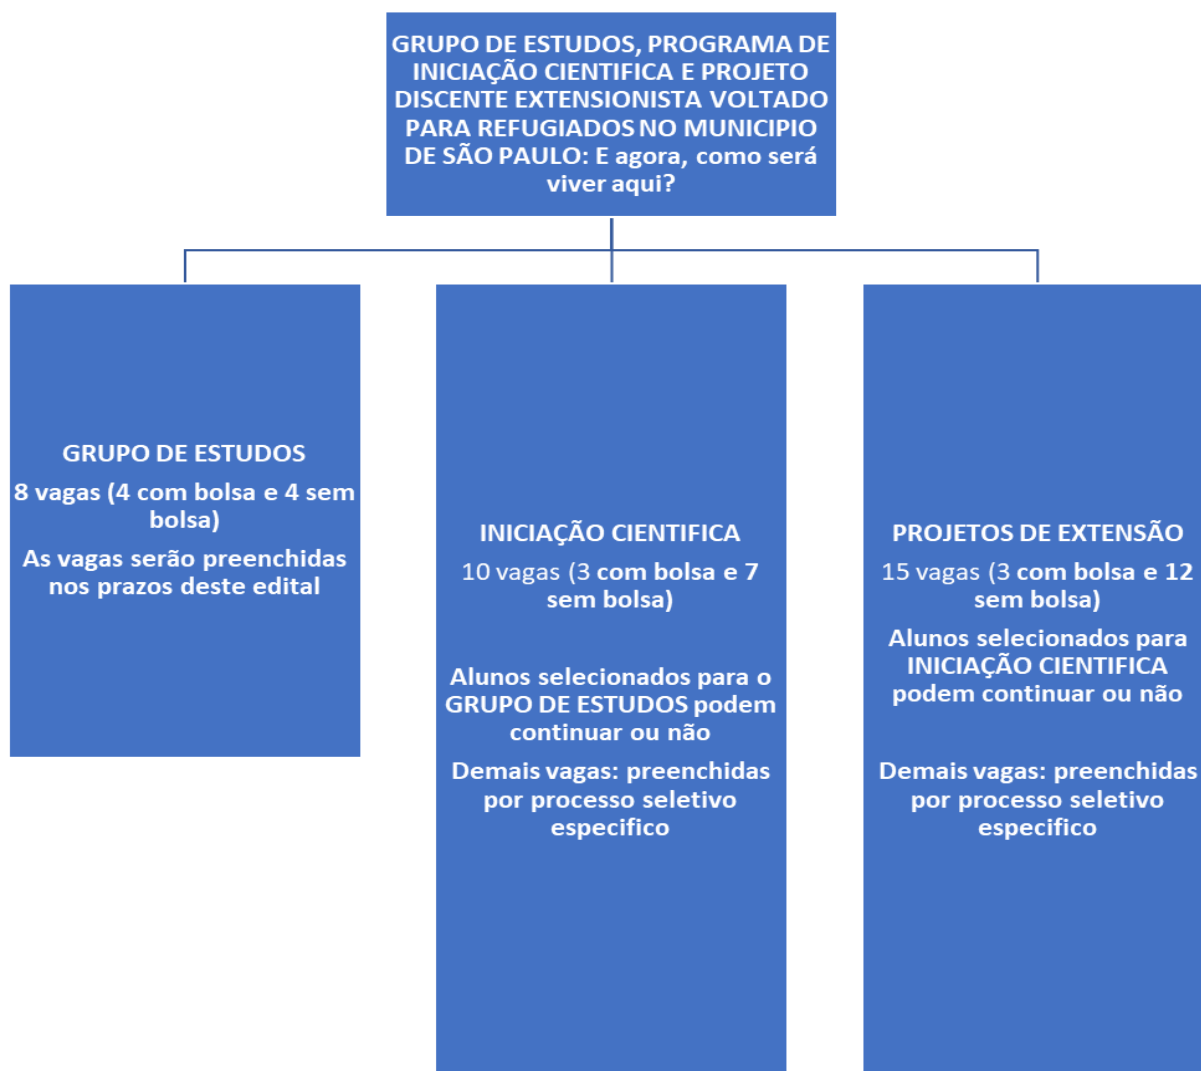 GRUPO DE ESTUDOS, PROGRAMA DE
INICIAÇÃO CIENTIFICA E PROJETO
DISCENTE EXTENSIONISTA VOLTADO
PARA REFUGIADOS NO MUNICIPIO
DE SÃO PAULO: E agora, como será
viver aqui?
GRUPO DE ESTUDOS
8 vagas (4 com bolsa e 4 sem
bolsa)
As vagas serão preenchidas
nos prazos deste edital
INICIAÇÃO CIENTIFICA
10 vagas (3 com bolsa e 7
sem bolsa)
Alunos selecionados para o
GRUPO DE ESTUDOS podem
continuar ou não
Demais vagas: preenchidas
por processo seletivo
especifico
PROJETOS DE EXTENSÃO
15 vagas (3 com bolsa e 12
sem bolsa)
Alunos selecionados para
INICIAÇÃO CIENTIFICA
podem continuar ou não
Demais vagas: preenchidas
por processo seletivo
especifico